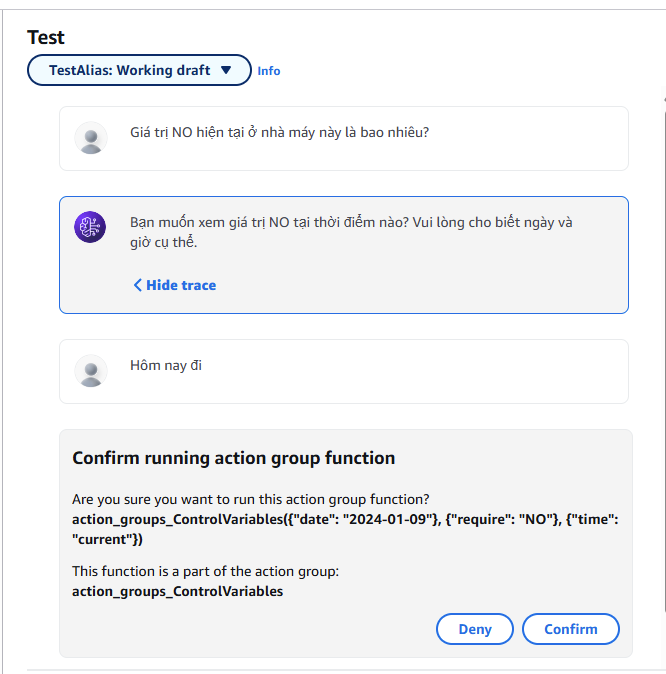 Test
TestAlias: Working draft
Info
Giá trị NO hiện tại ở nhà máy này là bao nhiêu?
Bạn muốn xem giá trị NO tại thời điểm nào? Vui lòng cho biết ngày và
giờ cụ thể.
Hide trace
Hôm nay đi
Confirm running action group function
Are you sure you want to run this action group function?
action_groups_ControlVariables({"date": "2024-01-09"}, {"require": "NO"}, {"time":
"current"})
This function is a part of the action group:
action_groups_ControlVariables
Deny
Confirm